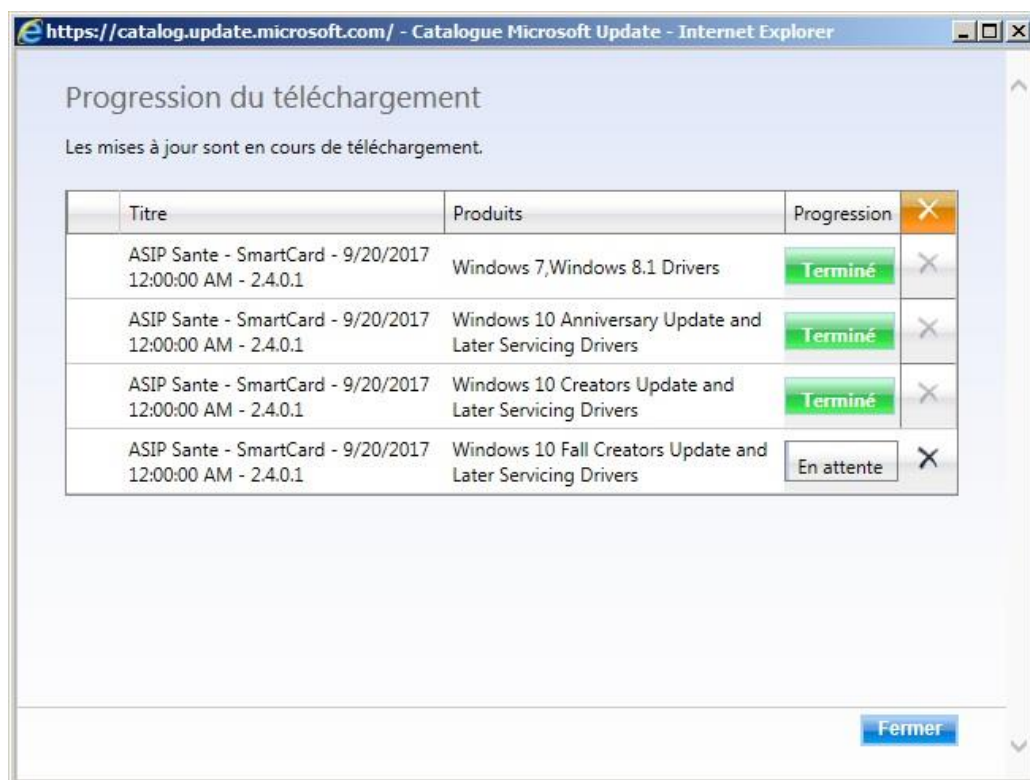 https://catalog.update.microsoft.com/ - Catalogue Microsoft Update - Internet Explorer
Progression du téléchargement
Les mises à jour sont en cours de téléchargement.
Titre Produits Progression
ASIP Sante - SmartCard - 9/20/2017
12:00:00 AM - 2.4.0.1
Windows 7,Windows 8.1 Drivers
Terminé
ASIP Sante - SmartCard - 9/20/2017
12:00:00 AM - 2.4.0.1
Windows 10 Anniversary Update and
Later Servicing Drivers
Terminé
ASIP Sante - SmartCard - 9/20/2017
12:00:00 AM - 2.4.0.1
Windows 10 Creators Update and
Later Servicing Drivers
Terminé
ASIP Sante - SmartCard - 9/20/2017
12:00:00 AM - 2.4.0.1
Windows 10 Fall Creators Update and
Later Servicing Drivers
En attente
Fermer